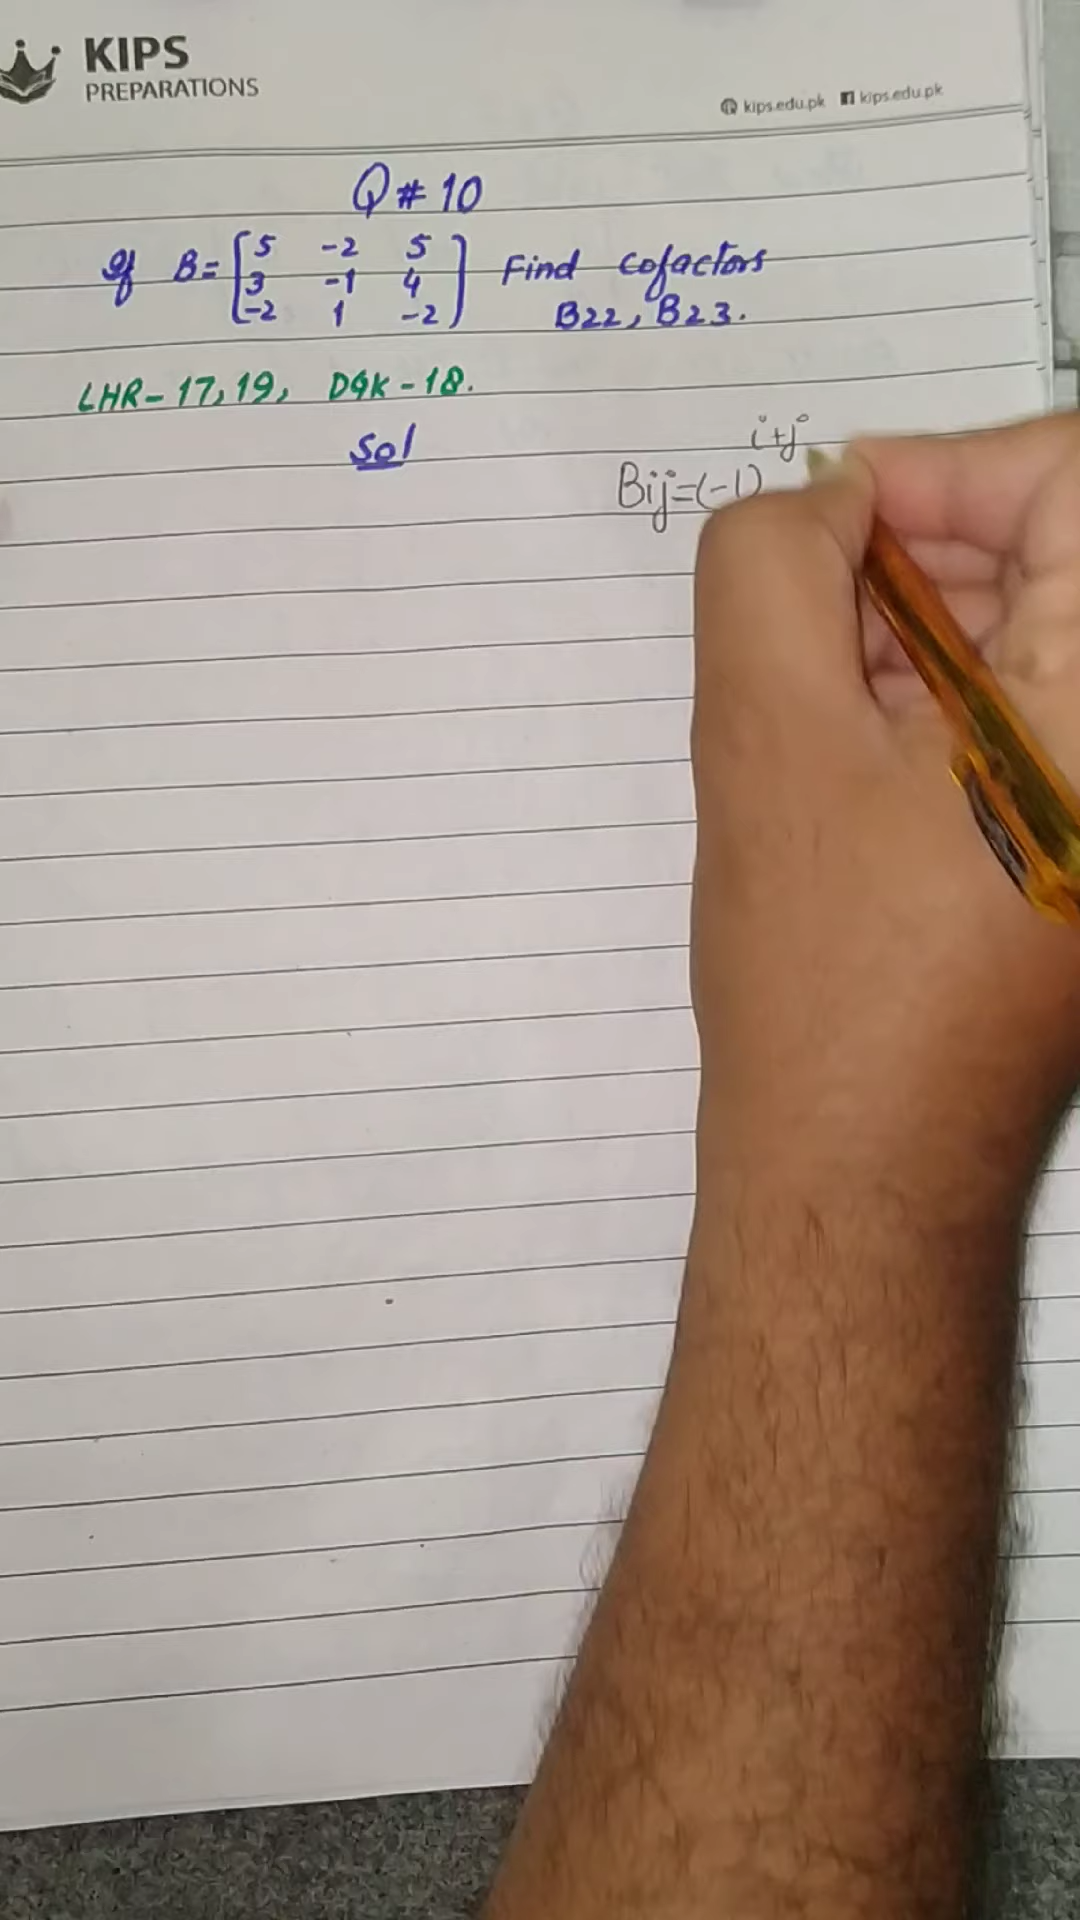 KIPS
PREPARATIONS
kips.edu.pk kips.edu.pk
Q # 10
If B = [5 -2 5 Find cofactors
3 -1 4
-2 1 -2] B22, B23.
LHR - 17, 19, DGK - 18.
Sol
i+j
Bij=(-1)